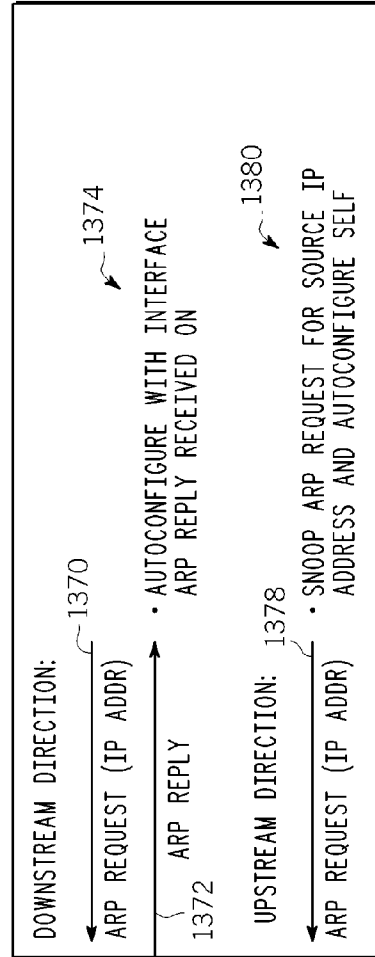 DOWNSTREAM DIRECTION:
1370
ARP REQUEST (IP ADDR)
1374
• AUTOCONFIGURE WITH INTERFACE
ARP REPLY RECEIVED ON
ARP REPLY
1372
UPSTREAM DIRECTION:
1378
ARP REQUEST (IP ADDR)
1380
• SNOOP ARP REQUEST FOR SOURCE IP
ADDRESS AND AUTOCONFIGURE SELF